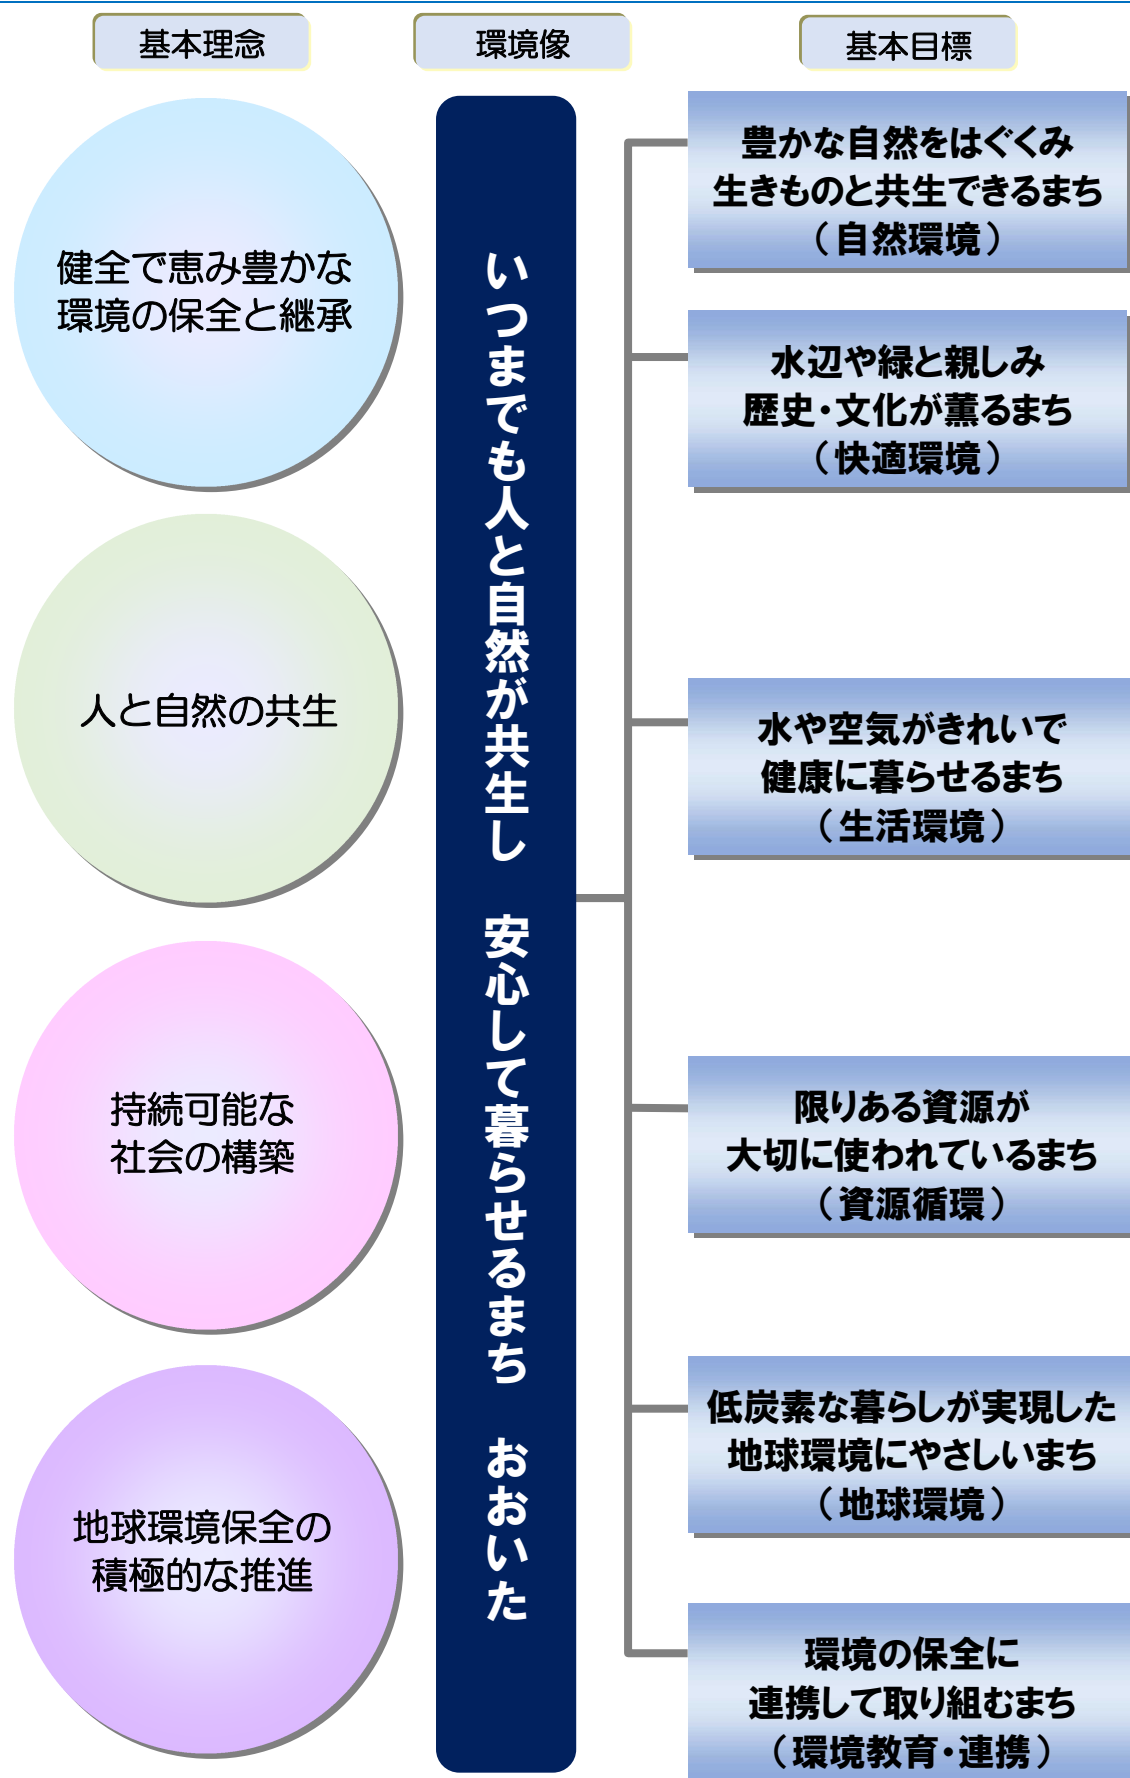 基本理念
環境像
基本目標
健全で恵み豊かな
環境の保全と継承
人と自然の共生
持続可能な
社会の構築
地球環境保全の
積極的な推進
いつまでも人と自然が共生し　安心して暮らせるまち　おおいた
豊かな自然をはぐくみ
生きものと共生できるまち
（自然環境）
水辺や緑と親しみ
歴史・文化が薫るまち
（快適環境）
水や空気がきれいで
健康に暮らせるまち
（生活環境）
限りある資源が
大切に使われているまち
（資源循環）
低炭素な暮らしが実現した
地球環境にやさしいまち
（地球環境）
環境の保全に
連携して取り組むまち
（環境教育・連携）